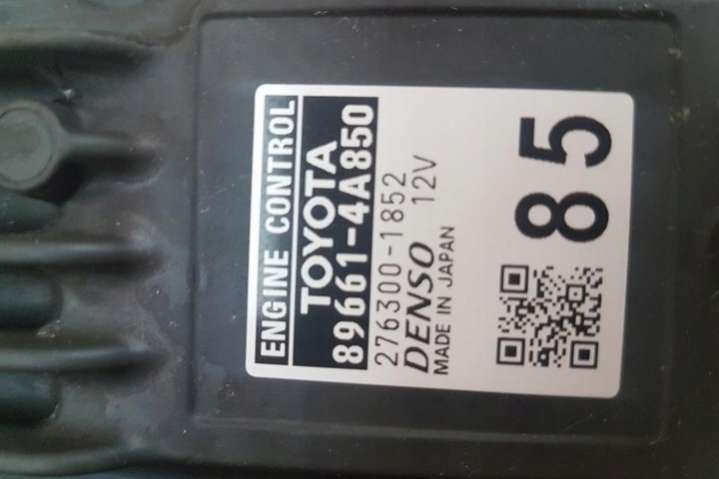 ENGINE CONTROL
TOYOTA
89661-4A850
276300-1852
DENSO 12V
MADE IN JAPAN
85